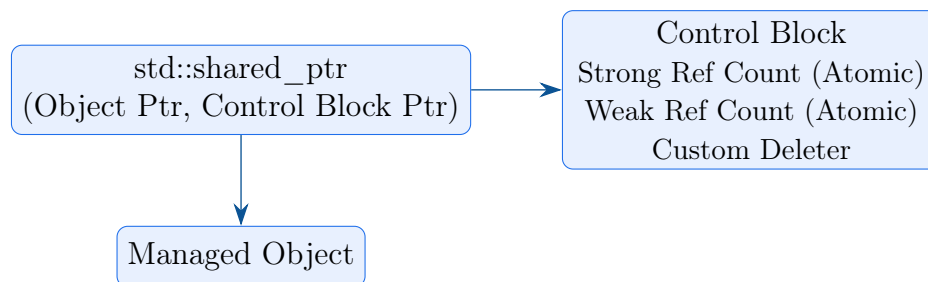 std::shared_ptr
(Object Ptr, Control Block Ptr)
Control Block
Strong Ref Count (Atomic)
Weak Ref Count (Atomic)
Custom Deleter
Managed Object